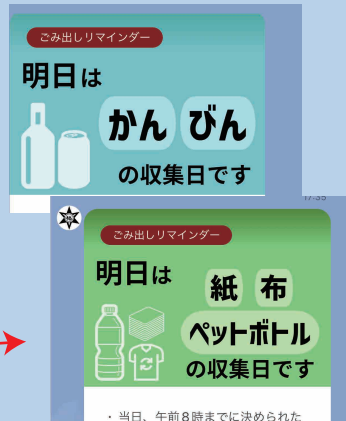 ごみ出しリマインダー
明日は
かん びん
の収集日です
17:35
ごみ出しリマインダー
明日は
紙 布
ペットボトル
の収集日です
・当日、午前8時までに決められた